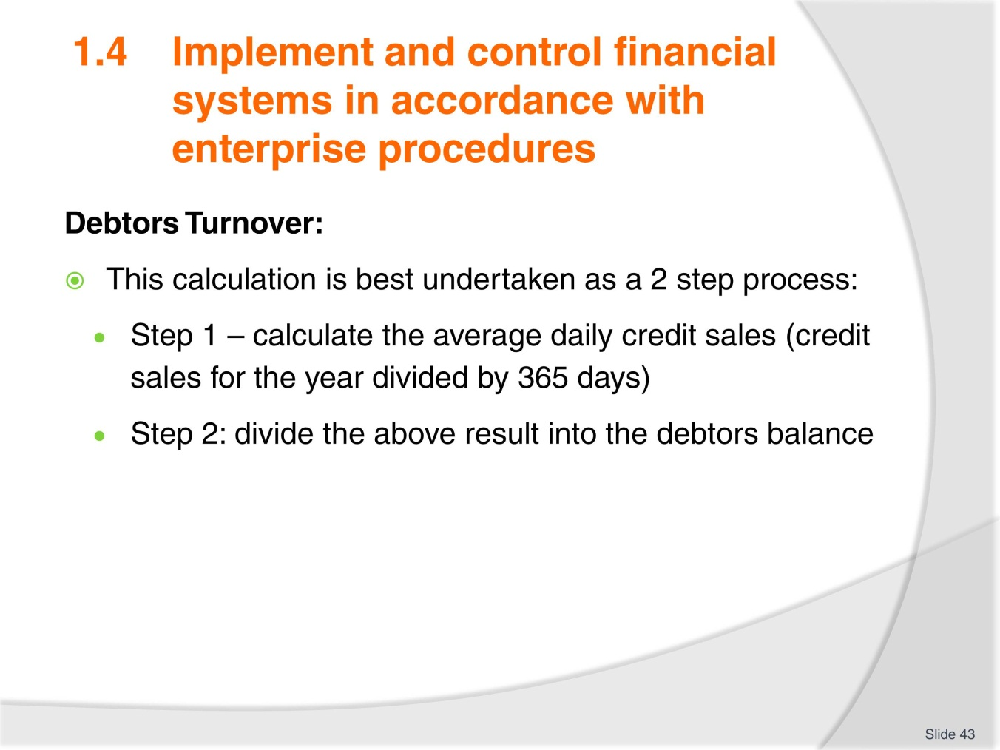 1.4 Implement and control financial
systems in accordance with
enterprise procedures
Debtors Turnover:
This calculation is best undertaken as a 2 step process:
Step 1 – calculate the average daily credit sales (credit
sales for the year divided by 365 days)
Step 2: divide the above result into the debtors balance
Slide 43